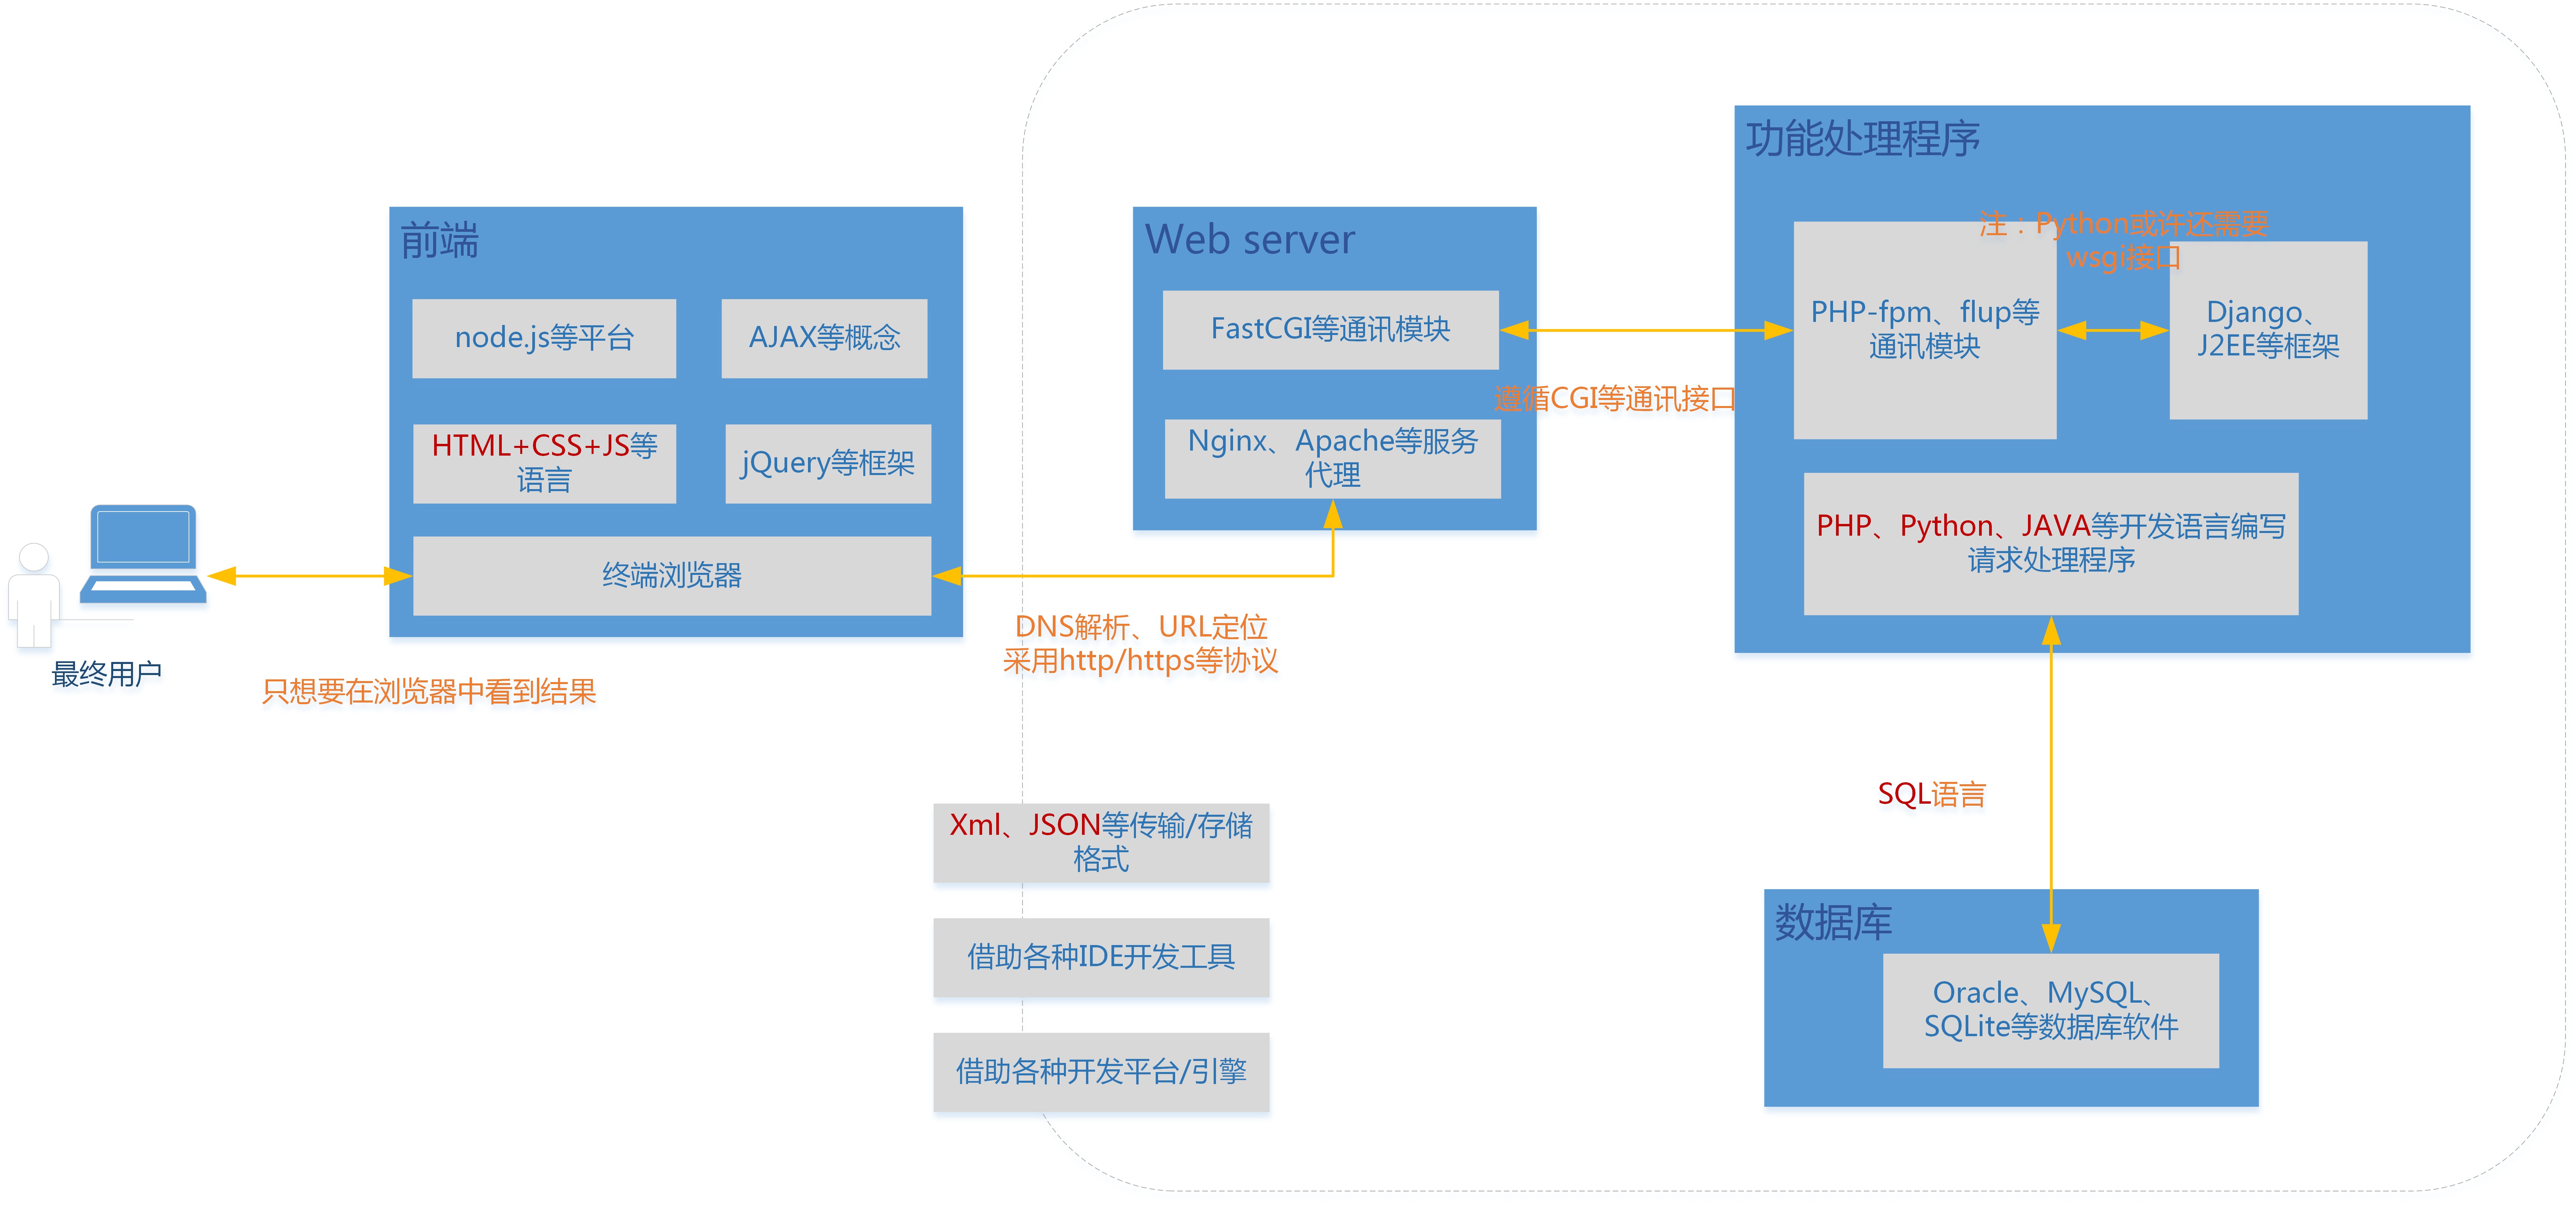 前端
node.js等平台
AJAX等概念
HTML+CSS+JS等
语言
jQuery等框架
终端浏览器
最终用户
只想要在浏览器中看到结果
DNS解析、URL定位
采用http/https等协议
Web server
FastCGI等通讯模块
Nginx、Apache等服务
代理
遵循CGI等通讯接口
功能处理程序
注：Python或许还需要
wsgi接口
PHP-fpm、flup等
通讯模块
Django、
J2EE等框架
PHP、Python、JAVA等开发语言编写
请求处理程序
SQL语言
数据库
Oracle、MySQL、
SQLite等数据库软件
Xml、JSON等传输/存储
格式
借助各种IDE开发工具
借助各种开发平台/引擎